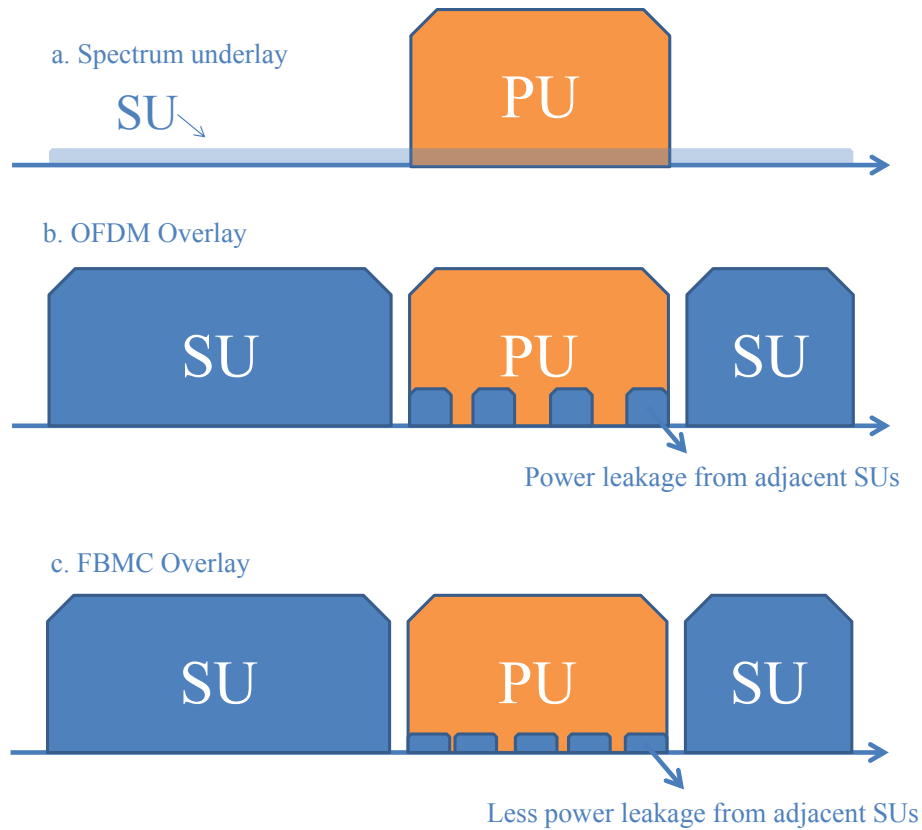 a. Spectrum underlay
SU
PU
b. OFDM Overlay
SU
PU
SU
Power leakage from adjacent SUs
c. FBMC Overlay
SU
PU
SU
Less power leakage from adjacent SUs